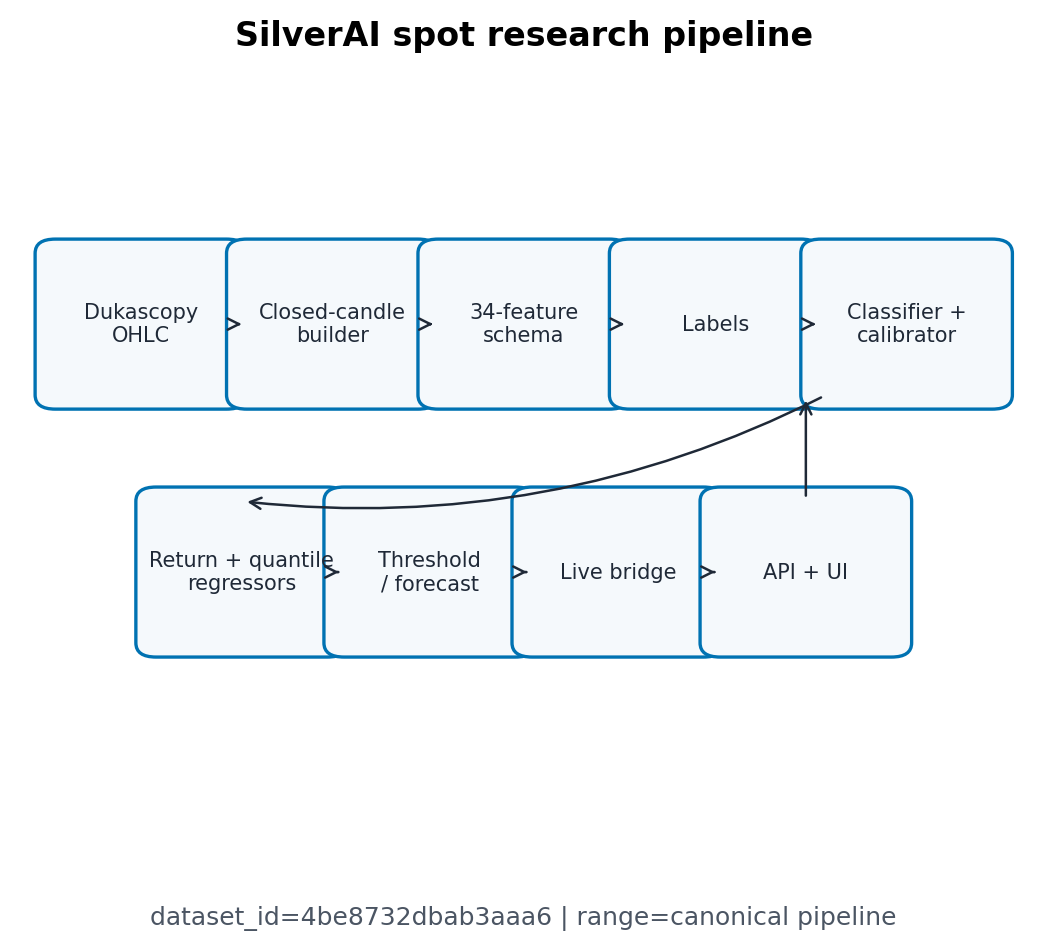 SilverAI spot research pipeline
Dukascopy
OHLC
Closed-candle
builder
34-feature
schema
Labels
Classifier +
calibrator
Return + quantile
regressors
Threshold
/ forecast
Live bridge
API + UI
dataset_id=4be8732dbab3aaa6 | range=canonical pipeline